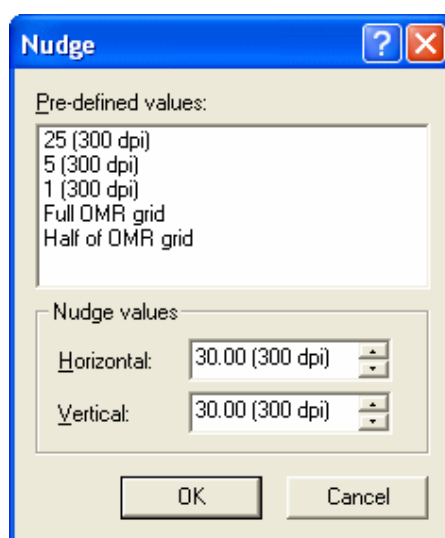 Nudge
Pre-defined values:
25 (300 dpi)
5 (300 dpi)
1 (300 dpi)
Full OMR grid
Half of OMR grid
Nudge values
Horizontal: 30.00 (300 dpi)
Vertical: 30.00 (300 dpi)
OK Cancel